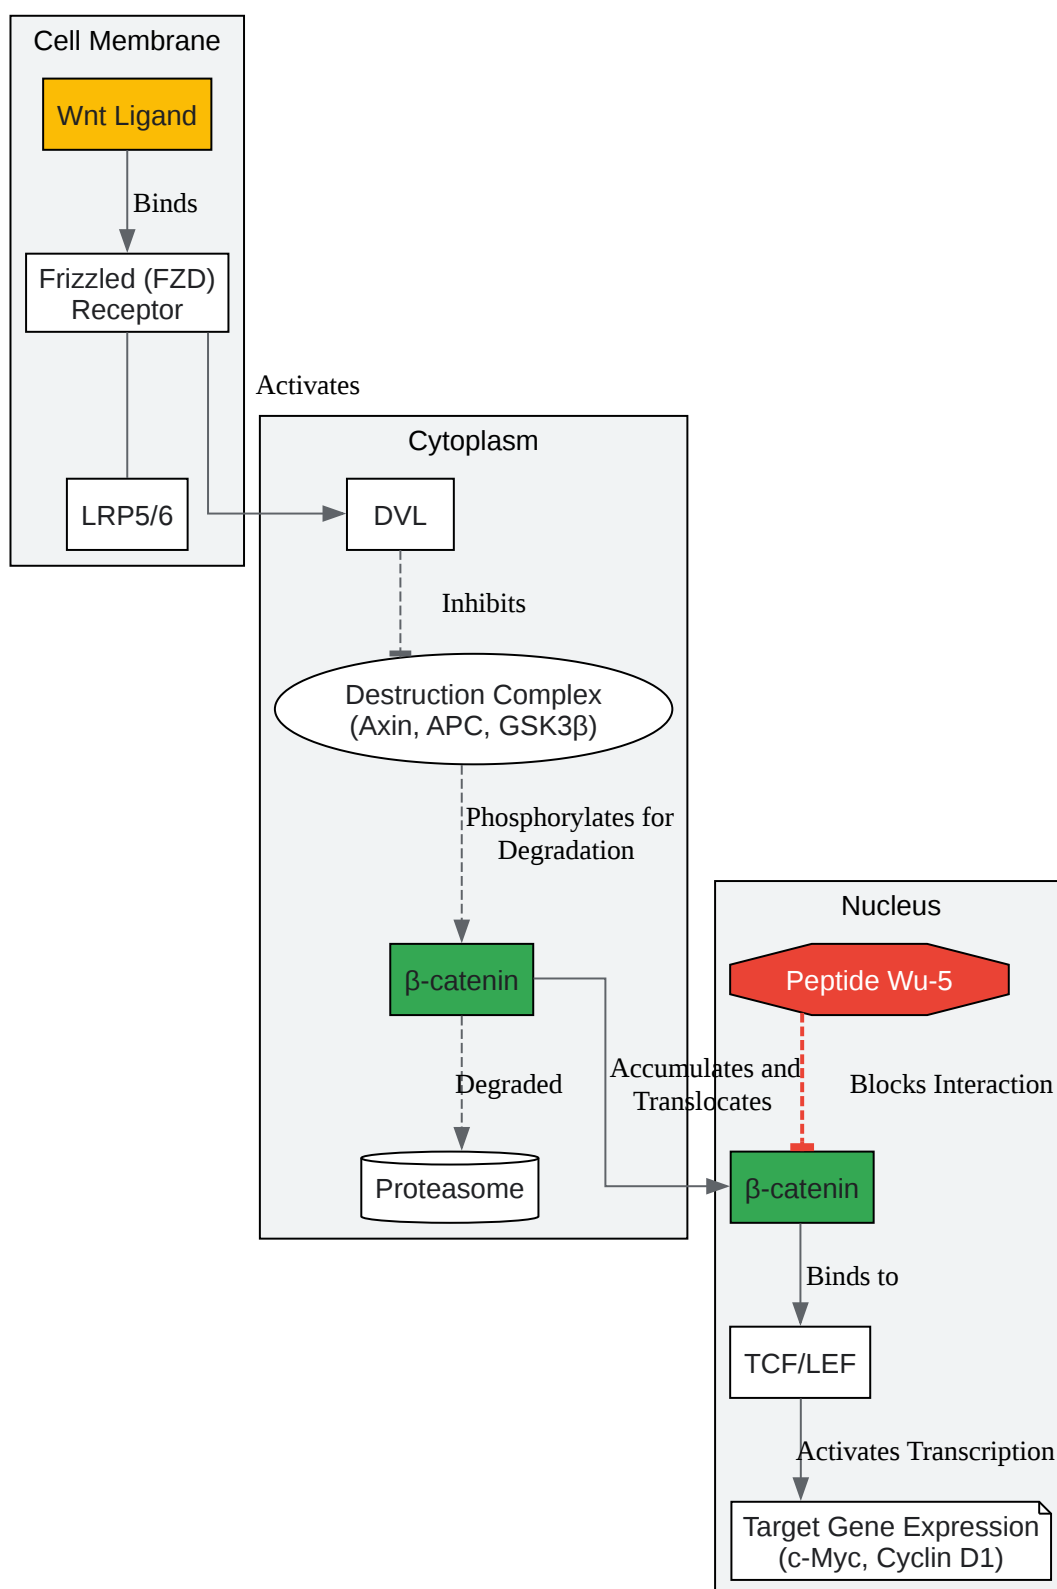 Cell Membrane
Wnt Ligand
Binds
Frizzled (FZD)
Receptor
Activates
LRP5/6
Cytoplasm
DVL
Inhibits
Destruction Complex
(Axin, APC, GSK3β)
Phosphorylates for
Degradation
β-catenin
Degraded
Proteasome
Accumulates and
Translocates
Nucleus
Peptide Wu-5
Blocks Interaction
β-catenin
Binds to
TCF/LEF
Activates Transcription
Target Gene Expression
(c-Myc, Cyclin D1)